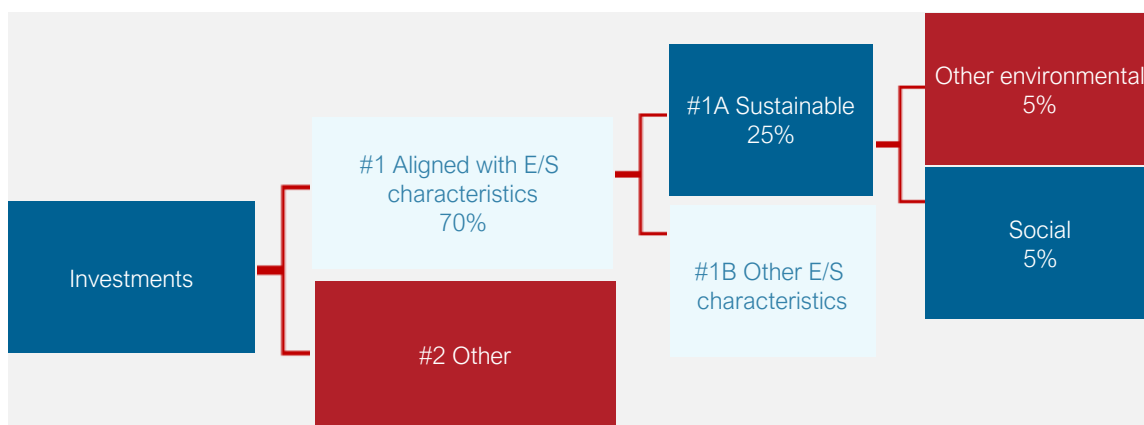 Investments
#1 Aligned with E/S
characteristics
70%
#2 Other
#1A Sustainable
25%
#1B Other E/S
characteristics
Other environmental
5%
Social
5%